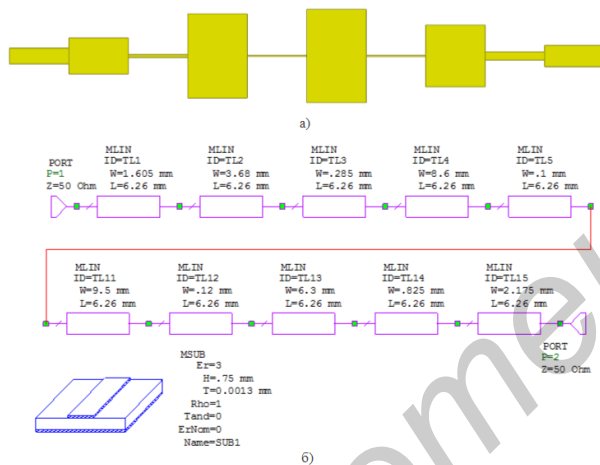 а)
MLIN MLIN MLIN MLIN MLIN
PORT ID=TL1 ID=TL2 ID=TL3 ID=TL4 ID=TL5
P=1 W=1.605 mm W=3.68 mm W=.285 mm W=8.6 mm W=.1 mm
Z=50 Ohm L=6.26 mm L=6.26 mm L=6.26 mm L=6.26 mm L=6.26 mm
MLIN MLIN MLIN MLIN MLIN
ID=TL11 ID=TL12 ID=TL13 ID=TL14 ID=TL15
W=9.5 mm W=.12 mm W=6.3 mm W=.825 mm W=2.175 mm
L=6.26 mm L=6.26 mm L=6.26 mm L=6.26 mm L=6.26 mm
MSUB PORT
Er=3 P=2
H=.75 mm Z=50 Ohm
T=0.0013 mm
Rho=1
Tand=0
ErNom=0
Name=SUB1
б)